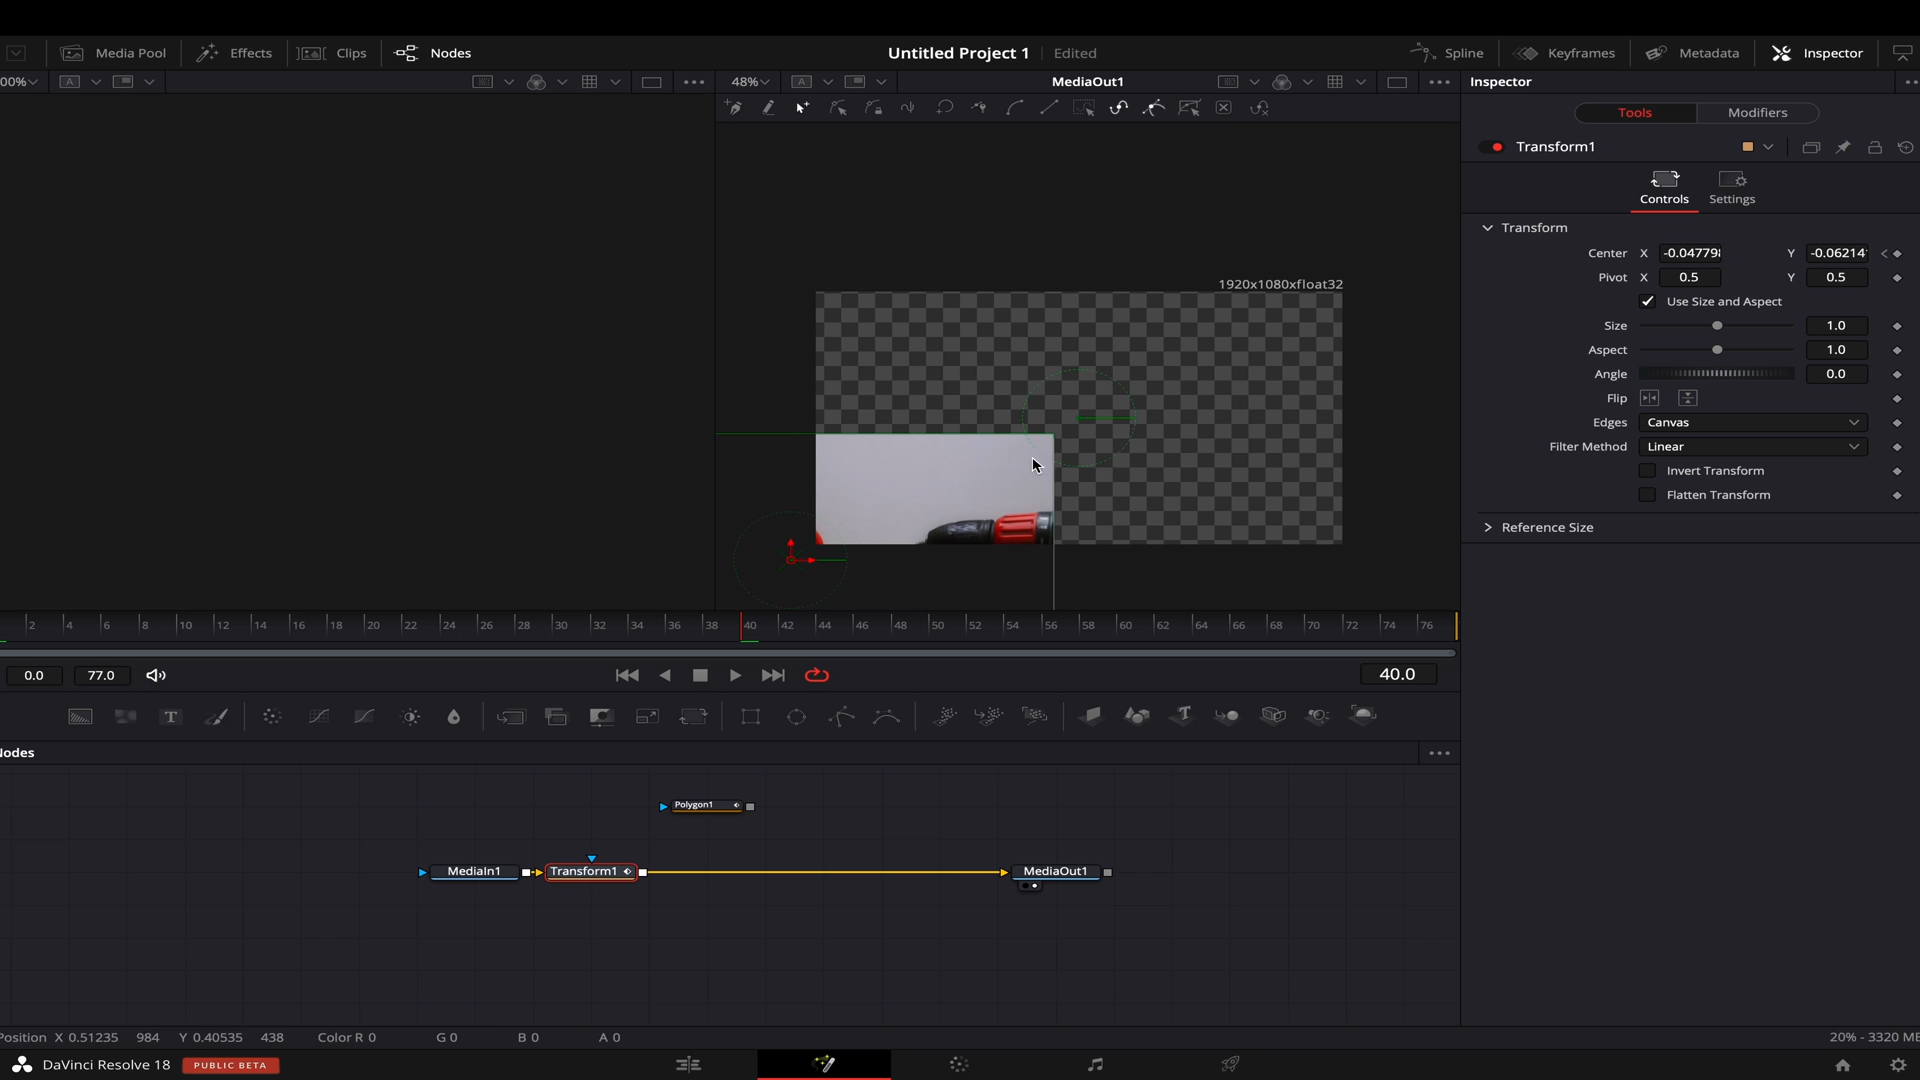 Media Pool Effects Clips Nodes Untitled Project 1 Edited Spline Keyframes Metadata Inspector
00% A 48% A MediaOut1 Inspector
Tools Modifiers
Transform1
Controls Settings
Transform
Center X -0.04779 Y -0.06214
Pivot X 0.5 Y 0.5
1920x1080xfloat32
Use Size and Aspect
Size 1.0
Aspect 1.0
Angle 0.0
Flip
Edges Canvas
Filter Method Linear
Invert Transform
Flatten Transform
Reference Size
2 4 6 8 10 12 14 16 18 20 22 24 26 28 30 32 34 36 38 40 42 44 46 48 50 52 54 56 58 60 62 64 66 68 70 72 74 76
0.0 77.0 40.0
T T
Nodes
Polygon1
MediaIn1 Transform1 MediaOut1
Position X 0.51235 984 Y 0.40535 438 Color R 0 G 0 B 0 A 0 20% - 3320 MB
DaVinci Resolve 18 PUBLIC BETA